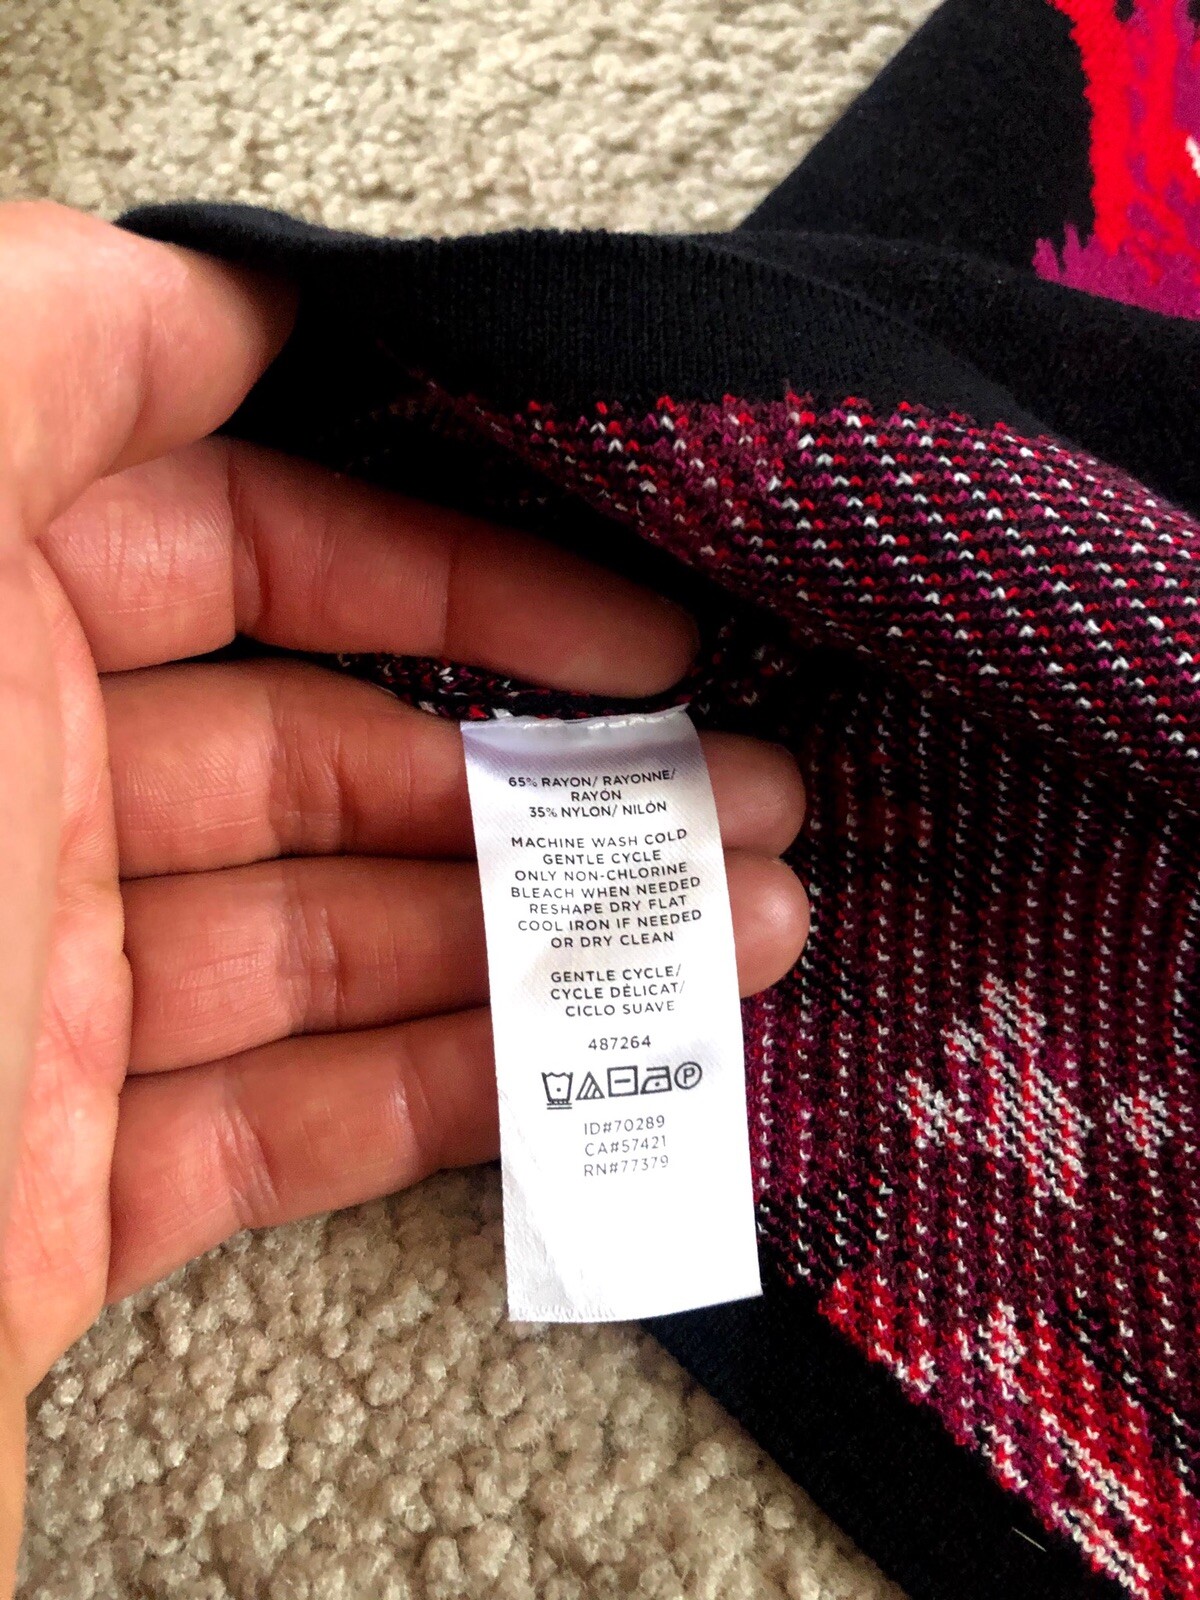 65% RAYON/ RAYONNE/
RAYÓN
35% NYLON/ NILÓN
MACHINE WASH COLD
GENTLE CYCLE
ONLY NON-CHLORINE
BLEACH WHEN NEEDED
RESHAPE DRY FLAT
COOL IRON IF NEEDED
OR DRY CLEAN
GENTLE CYCLE/
CYCLE DÉLICAT/
CICLO SUAVE
487264
P
ID#70289
CA#57421
RN#77379